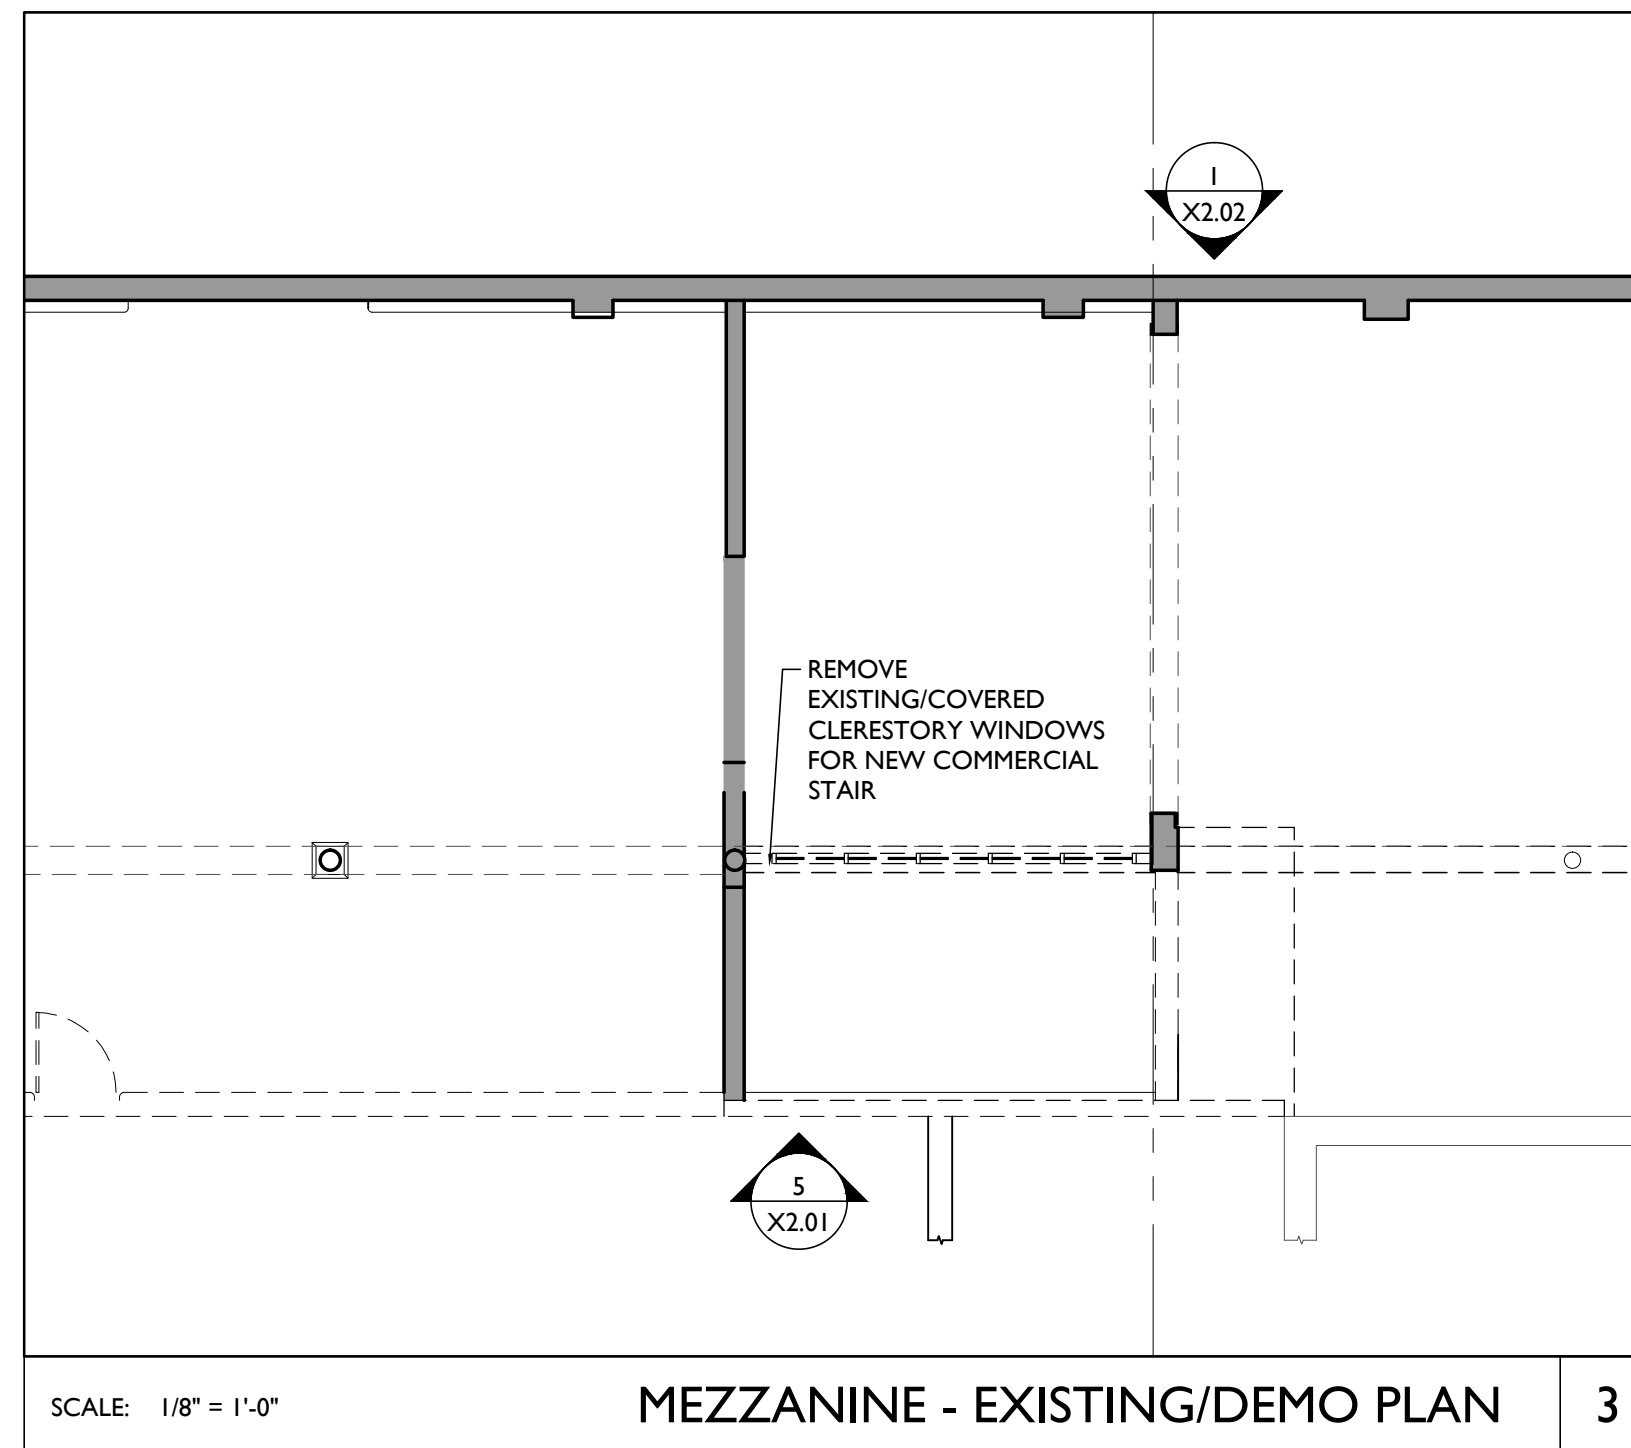 1
X2.02
REMOVE
EXISTING/COVERED
CLERESTORY WINDOWS
FOR NEW COMMERCIAL
STAIR
5
X2.01
SCALE: 1/8" = 1'-0"
MEZZANINE - EXISTING/DEMO PLAN
3